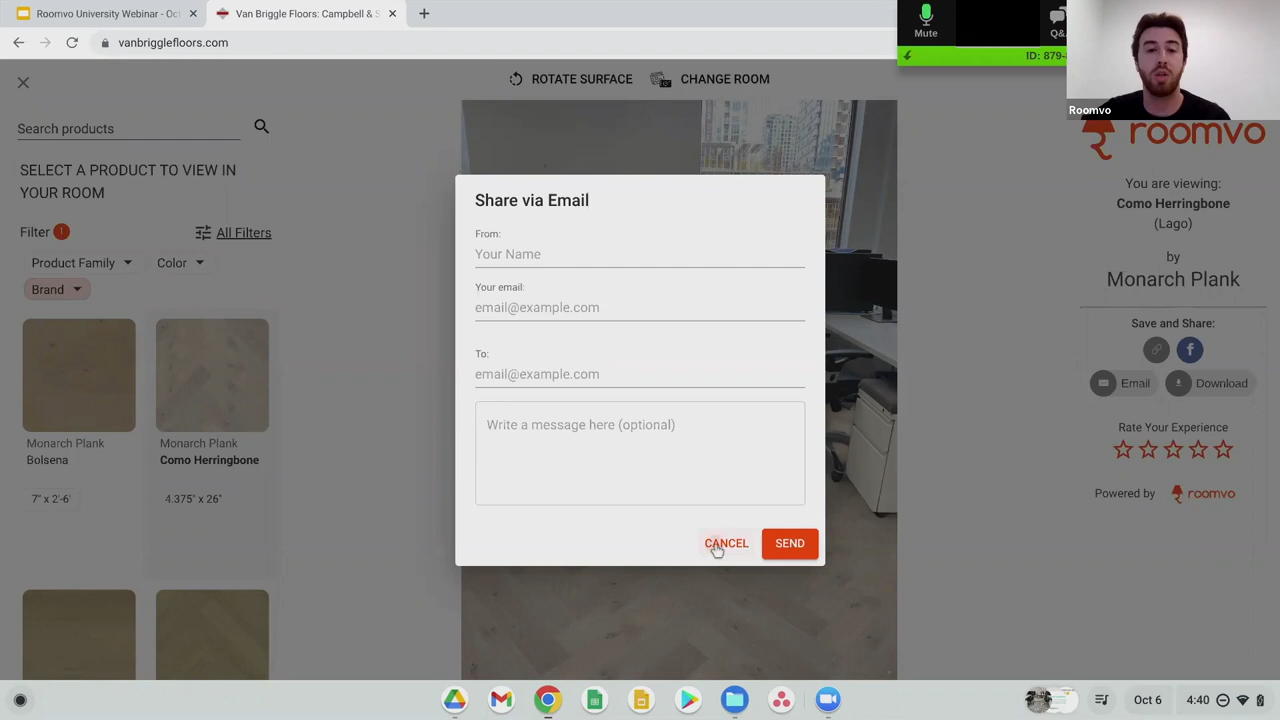 Roomvo University Webinar - Oct
Van Briggle Floors: Campbell & S
vanbrigglefloors.com
Mute
Q&
ID: 879-
Roomvo
ROTATE SURFACE
CHANGE ROOM
Search products
SELECT A PRODUCT TO VIEW IN
YOUR ROOM
Filter !
All Filters
Product Family
Color
Brand
Monarch Plank
Bolsena
7" x 2'-6'
Monarch Plank
Como Herringbone
4.375" x 26"
Share via Email
From:
Your Name
Your email:
email@example.com
To:
email@example.com
Write a message here (optional)
CANCEL
SEND
roomvo
You are viewing:
Como Herringbone
(Lago)
by
Monarch Plank
Save and Share:
Email
Download
Rate Your Experience
Powered by roomvo
Oct 6
4:40